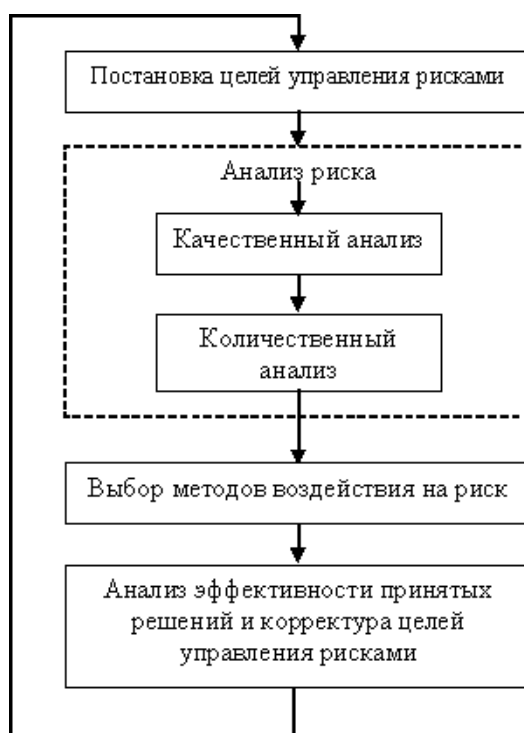 Постановка целей управления рисками
Анализ риска
Качественный анализ
Количественный
анализ
Выбор методов воздействия на риск
Анализ эффективности принятых
решений и корректура целей
управления рисками